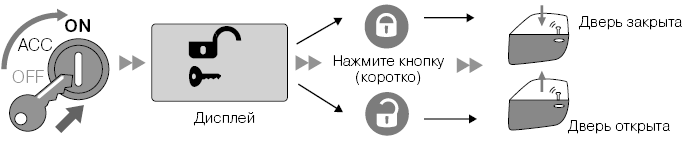 ON
ACC
OFF
Дисплей
Нажмите кнопку
(коротко)
Дверь закрыта
Дверь открыта